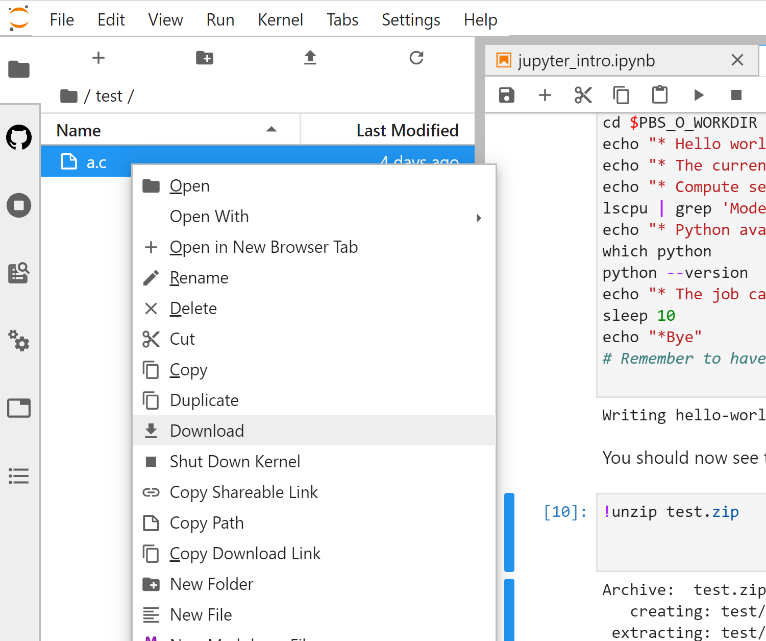 File Edit View Run Kernel Tabs Settings Help
/ test /
Name Last Modified
a.c 4 days ago
Open
Open With
Open in New Browser Tab
Rename
Delete
Cut
Copy
Duplicate
Download
Shut Down Kernel
Copy Shareable Link
Copy Path
Copy Download Link
New Folder
New File
jupyter_intro.ipynb
cd $PBS_O_WORKDIR
echo "* Hello worl
echo "* The curren
echo "* Compute se
lscpu | grep 'Mode
echo "* Python ava
which python
python --version
echo "* The job ca
sleep 10
echo "*Bye"
# Remember to have
Writing hello-worl
You should now see t
[10]: !unzip test.zip
Archive: test.zip
creating: test/
extracting: test/